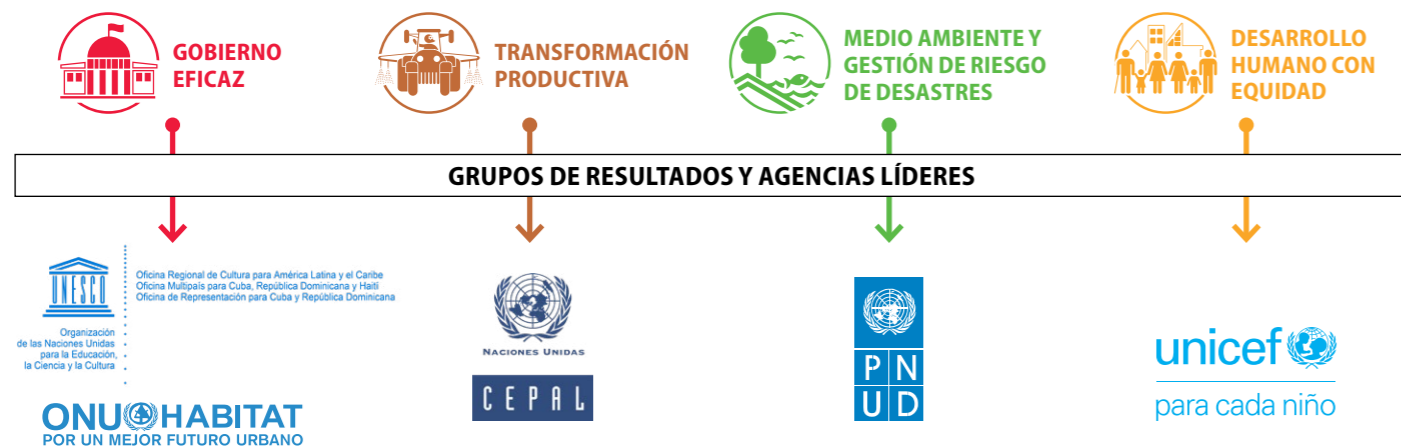 GOBIERNO
EFICAZ
TRANSFORMACIÓN
PRODUCTIVA
MEDIO AMBIENTE Y
GESTIÓN DE RIESGO
DE DESASTRES
DESARROLLO
HUMANO CON
EQUIDAD
GRUPOS DE RESULTADOS Y AGENCIAS LÍDERES
UNESCO
Organización
de las Naciones Unidas
para la Educación,
la Ciencia y la Cultura
Oficina Regional de Cultura para América Latina y el Caribe
Oficina Multipaís para Cuba, República Dominicana y Haití
Oficina de Representación para Cuba y República Dominicana
ONU HABITAT
POR UN MEJOR FUTURO URBANO
NACIONES UNIDAS
CEPAL
PN
UD
unicef
para cada niño